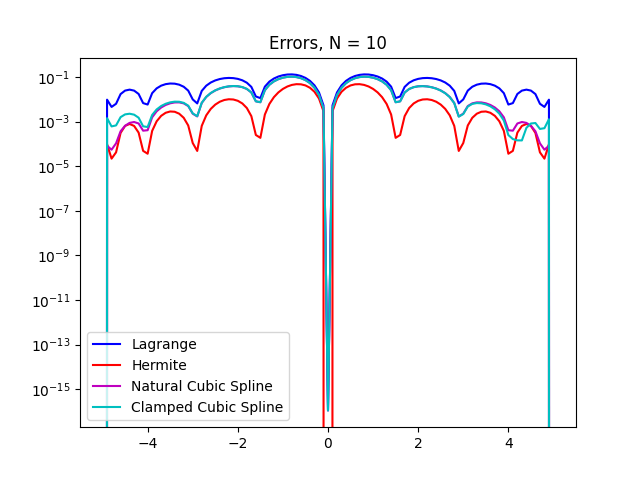 Errors, N = 10
10⁻¹
10⁻³
10⁻⁵
10⁻⁷
10⁻⁹
10⁻¹¹
10⁻¹³
10⁻¹⁵
Lagrange
Hermite
Natural Cubic Spline
Clamped Cubic Spline
−4 −2 0 2 4